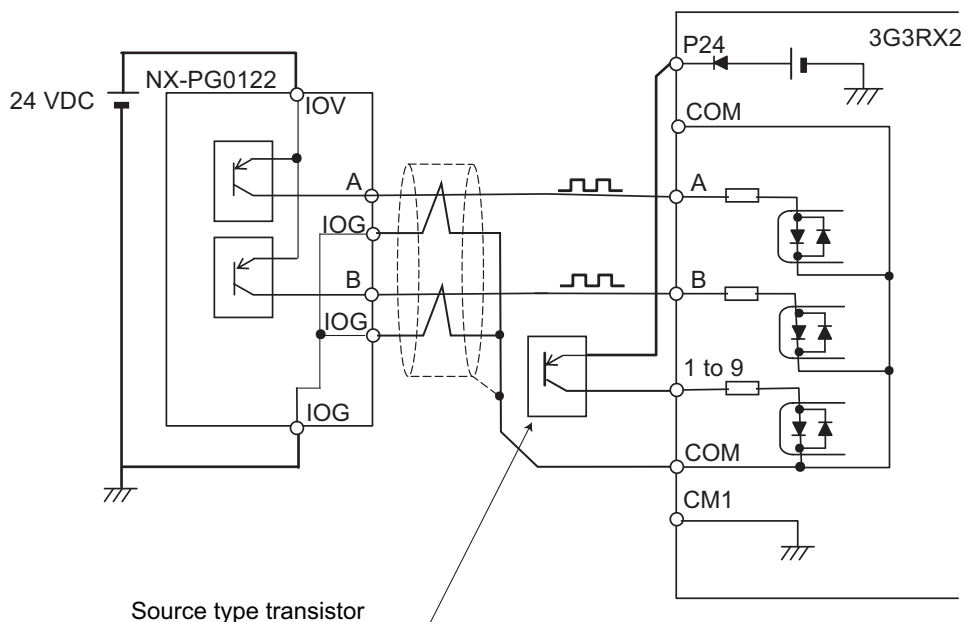 3G3RX2
P24
NX-PG0122
24 VDC
IOV
COM
A
A
IOG
B
B
IOG
1 to 9
IOG
COM
CM1
Source type transistor